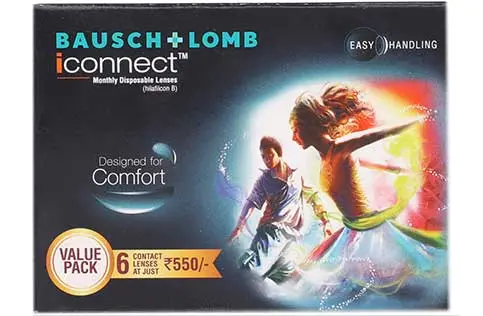 BAUSCH + LOMB
iconnect™
Monthly Disposable Lenses
(hilafilcon B)
EASY HANDLING
Designed for
Comfort
VALUE
PACK
6 CONTACT
LENSES
AT JUST ₹550/-